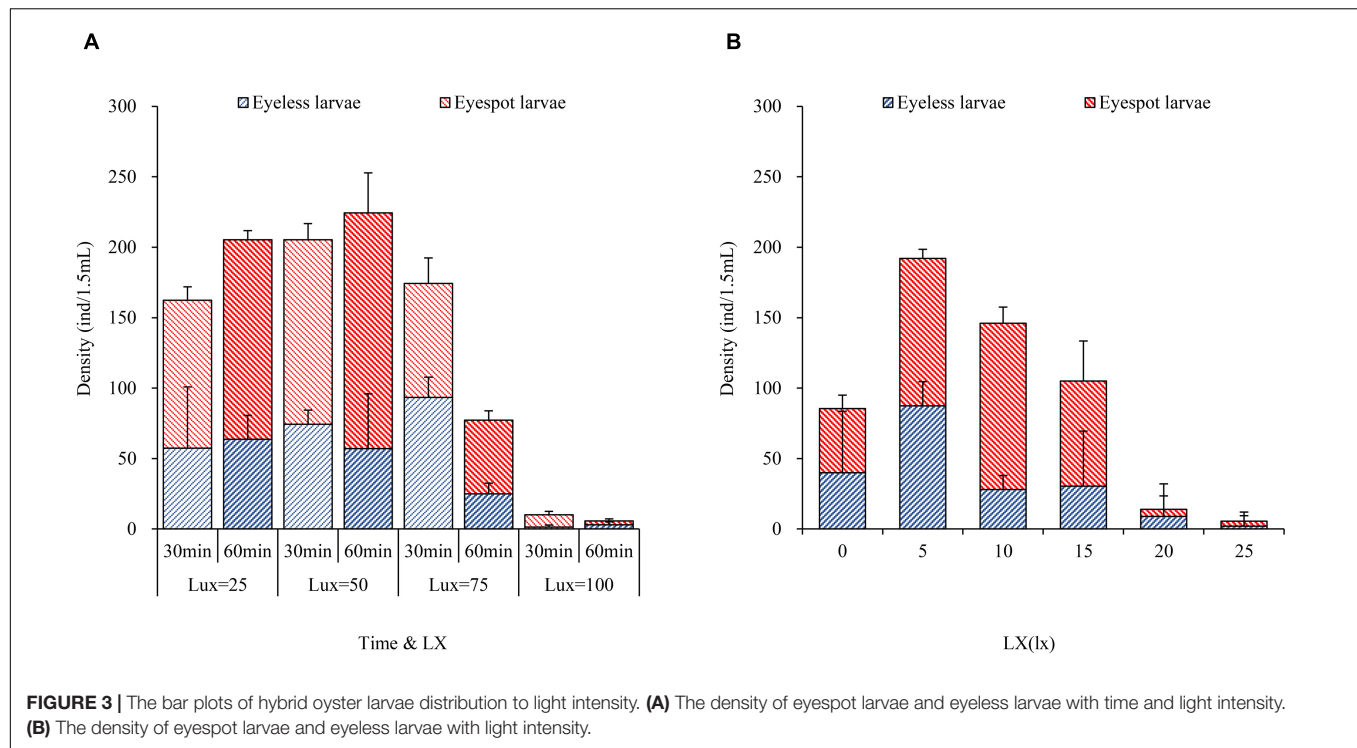 A
B
Eyeless larvae
Eyespot larvae
300
250
200
150
100
50
0
Density (ind/1.5mL)
30min 60min 30min 60min 30min 60min 30min 60min
Lux=25 Lux=50 Lux=75 Lux=100
Time & LX
Eyeless larvae
Eyespot larvae
300
250
200
150
100
50
0
Density (ind/1.5mL)
0 5 10 15 20 25
LX(lx)
FIGURE 3 | The bar plots of hybrid oyster larvae distribution to light intensity. (A) The density of eyespot larvae and eyeless larvae with time and light intensity.
(B) The density of eyespot larvae and eyeless larvae with light intensity.